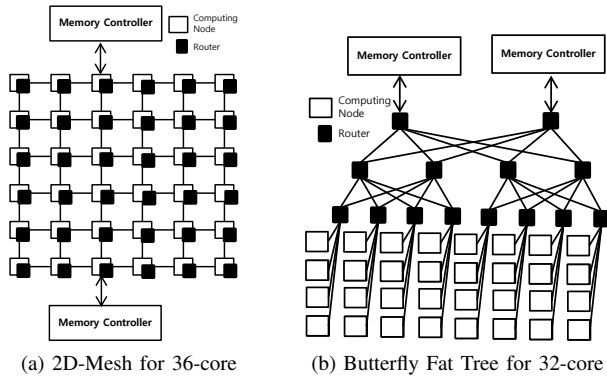 Memory Controller
Computing
Node
Router
(a) 2D-Mesh for 36-core
Memory Controller
Memory Controller
Memory Controller
Computing
Node
Router
(b) Butterfly Fat Tree for 32-core